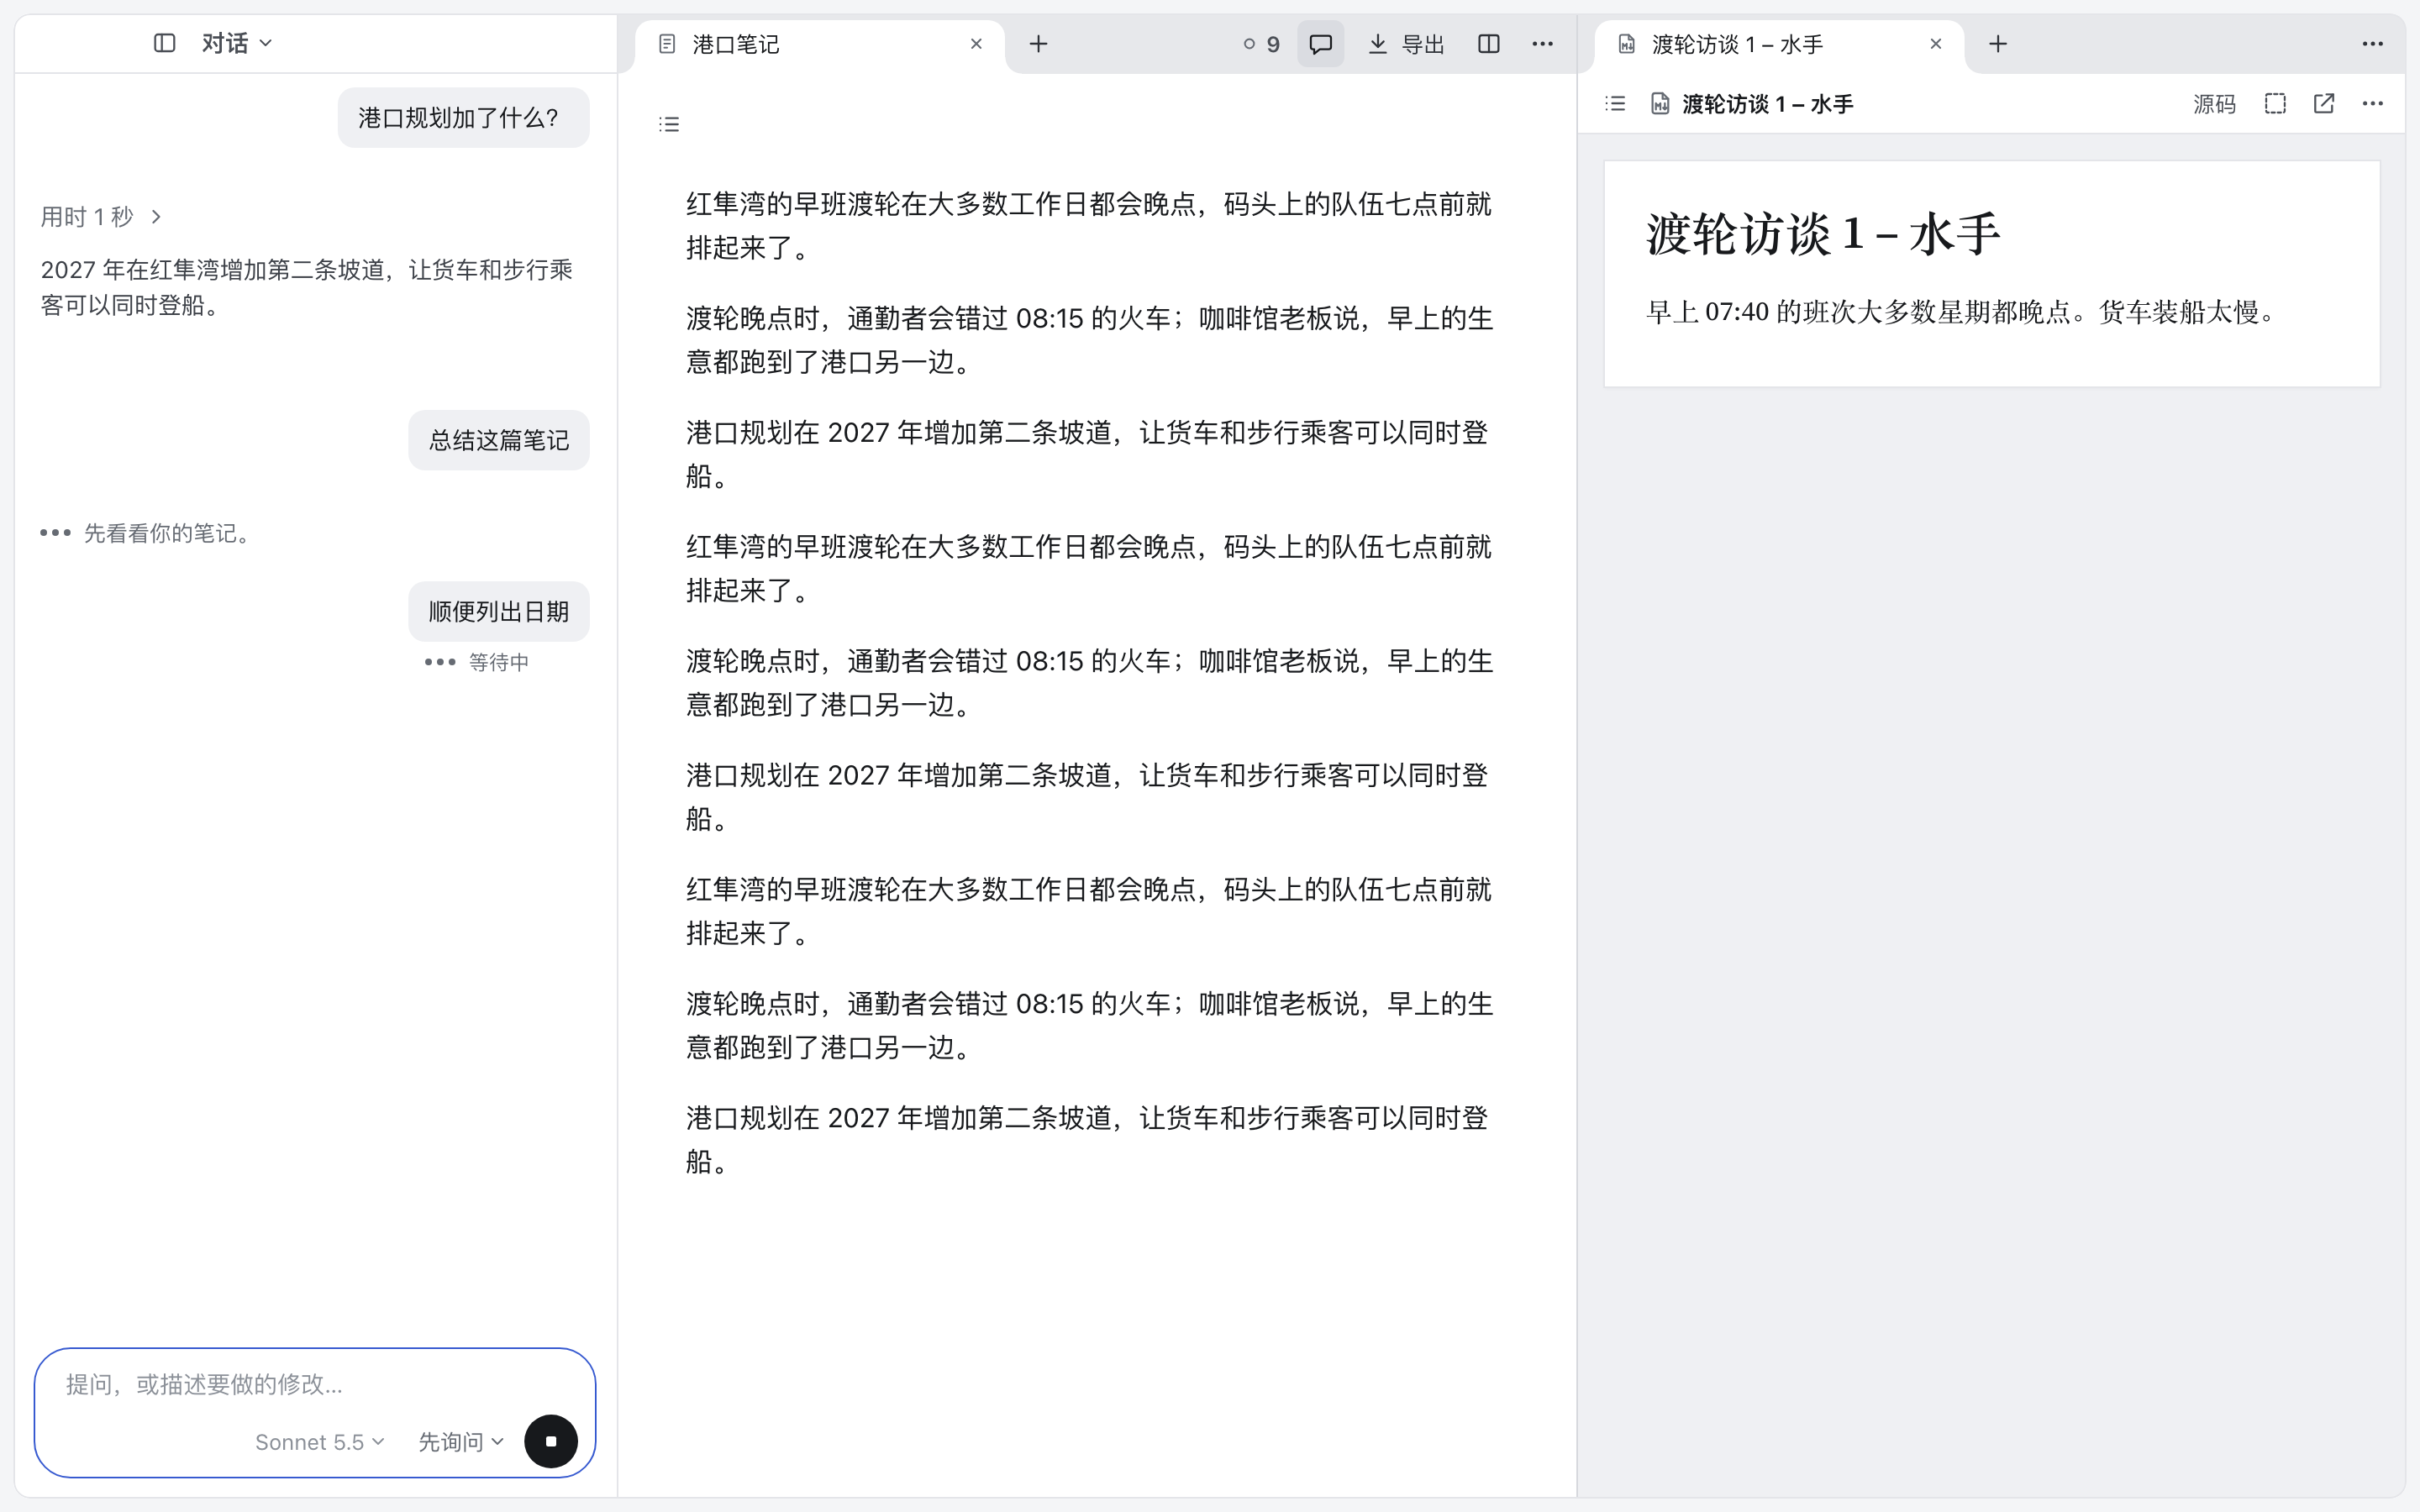 对话
港口规划加了什么？
用时 1 秒
2027 年在红隼湾增加第二条坡道，让货车和步行乘
客可以同时登船。
总结这篇笔记
先看看你的笔记。
顺便列出日期
等待中
提问，或描述要做的修改...
Sonnet 5.5
先询问
港口笔记
9
导出
红隼湾的早班渡轮在大多数工作日都会晚点，码头上的队伍七点前就
排起来了。
渡轮晚点时，通勤者会错过 08:15 的火车；咖啡馆老板说，早上的生
意都跑到了港口另一边。
港口规划在 2027 年增加第二条坡道，让货车和步行乘客可以同时登
船。
红隼湾的早班渡轮在大多数工作日都会晚点，码头上的队伍七点前就
排起来了。
渡轮晚点时，通勤者会错过 08:15 的火车；咖啡馆老板说，早上的生
意都跑到了港口另一边。
港口规划在 2027 年增加第二条坡道，让货车和步行乘客可以同时登
船。
红隼湾的早班渡轮在大多数工作日都会晚点，码头上的队伍七点前就
排起来了。
渡轮晚点时，通勤者会错过 08:15 的火车；咖啡馆老板说，早上的生
意都跑到了港口另一边。
港口规划在 2027 年增加第二条坡道，让货车和步行乘客可以同时登
船。
渡轮访谈 1 – 水手
渡轮访谈 1 – 水手
源码
渡轮访谈 1 – 水手
早上 07:40 的班次大多数星期都晚点。货车装船太慢。